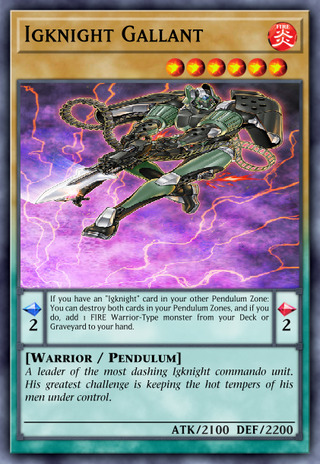 Igknight Gallant
FIRE
炎
If you have an "Igknight" card in your other Pendulum Zone:
You can destroy both cards in your Pendulum Zones, and if you
do, add 1 FIRE Warrior-Type monster from your Deck or
Graveyard to your hand.
2
2
[Warrior / Pendulum]
A leader of the most dashing Igknight commando unit.
His greatest challenge is keeping the hot tempers of his
men under control.
ATK/2100 DEF/2200